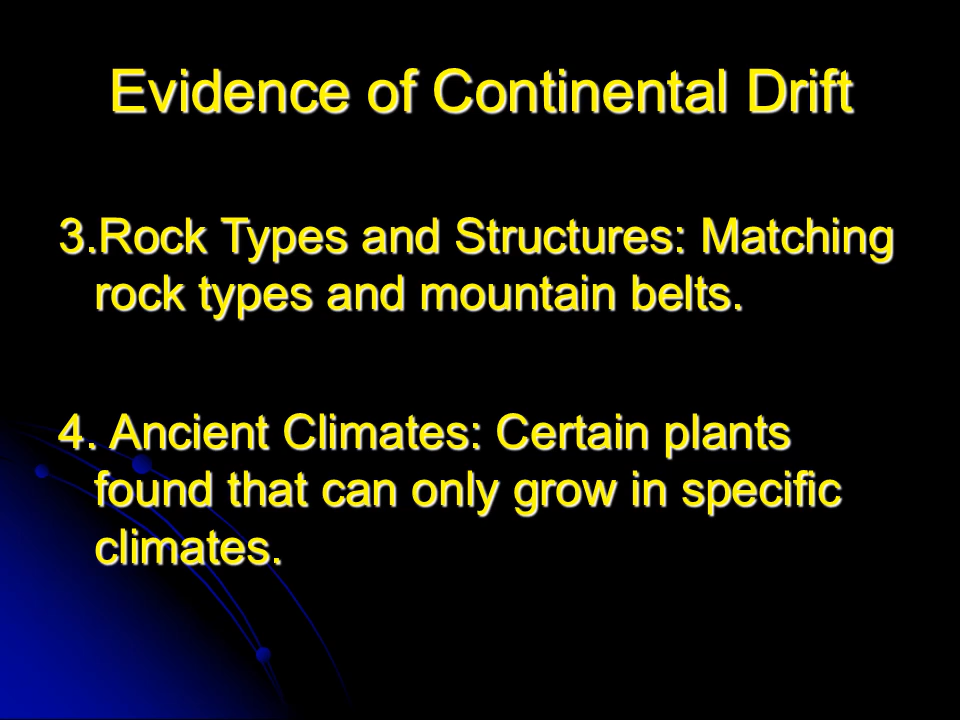 Evidence of Continental Drift
3.Rock Types and Structures: Matching
rock types and mountain belts.
4. Ancient Climates: Certain plants
found that can only grow in specific
climates.